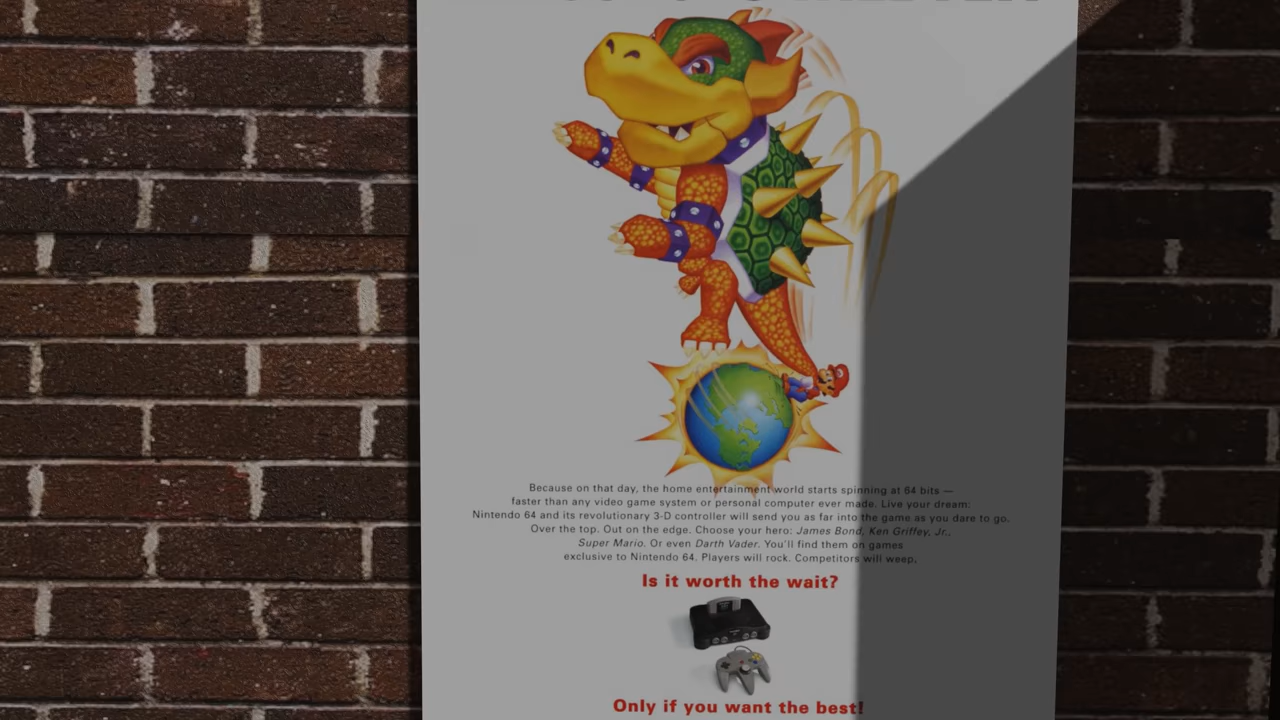 Because on that day, the home entertainment world starts spinning at 64 bits —
faster than any video game system or personal computer ever made. Live your dream:
Nintendo 64 and its revolutionary 3-D controller will send you as far into the game as you dare to go.
Over the top. Out on the edge. Choose your hero: James Bond, Ken Griffey, Jr.,
Super Mario. Or even Darth Vader. You'll find them on games
exclusive to Nintendo 64. Players will rock. Competitors will weep.
Is it worth the wait?
Only if you want the best!